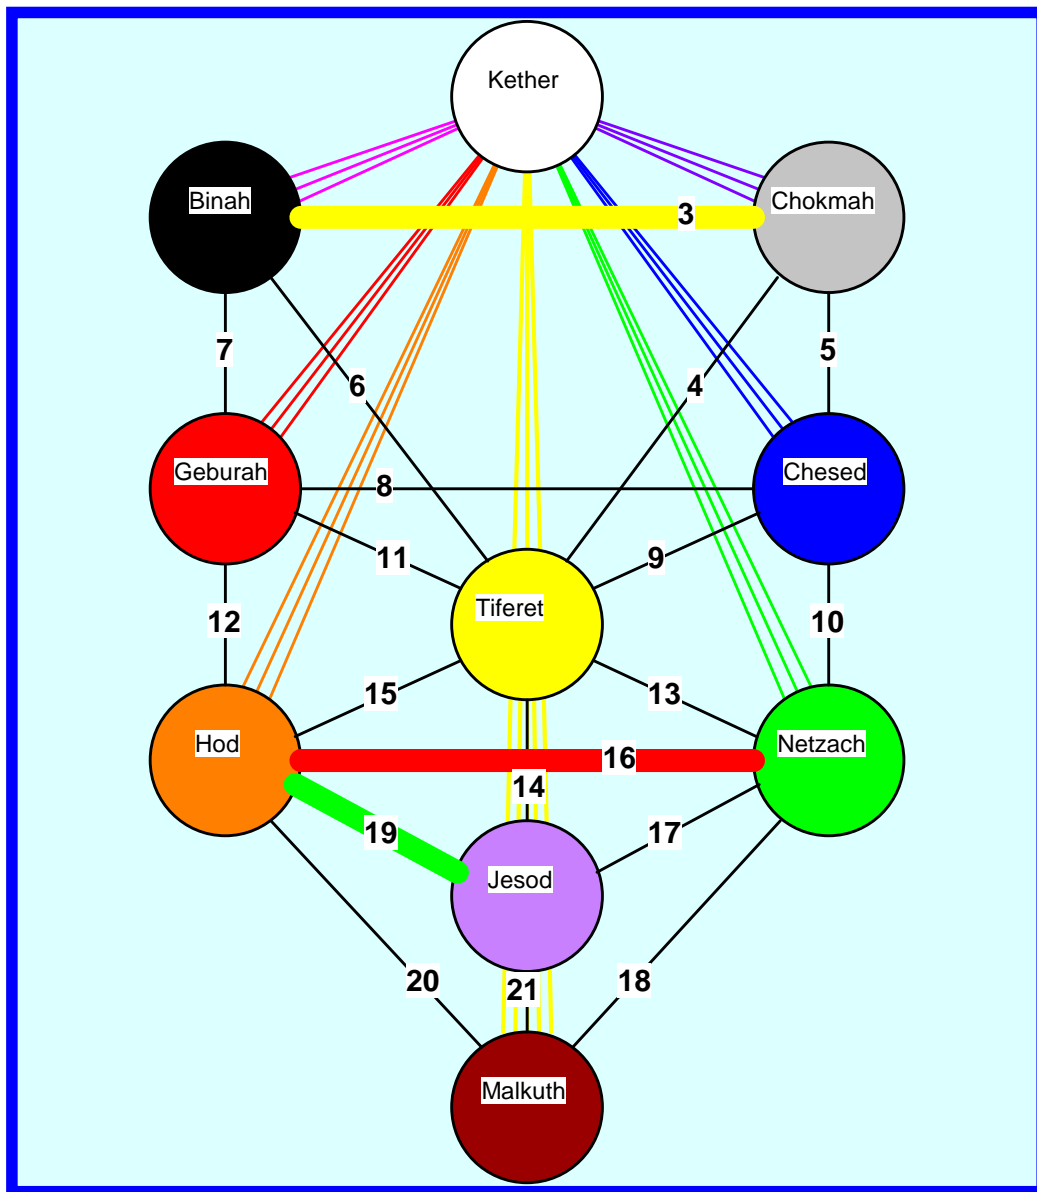 Kether
Binah
Chokmah
3
7
5
6
4
Geburah
Chesed
8
11
9
12
10
Tiferet
15
13
Hod
Netzach
16
14
19
17
Jesod
20
21
18
Malkuth